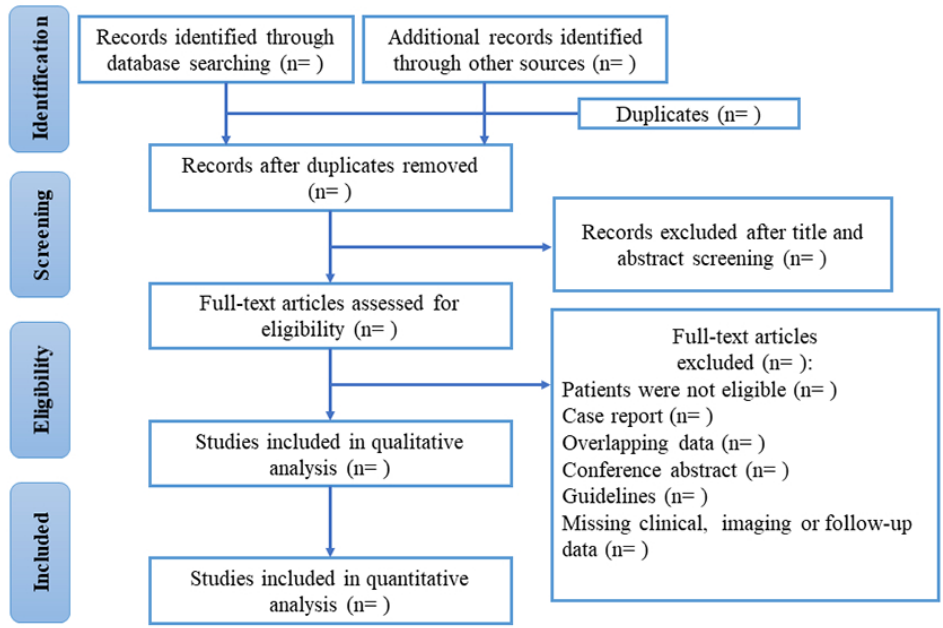 Identification
Records identified through
database searching (n= )
Additional records identified
through other sources (n= )
Duplicates (n= )
Records after duplicates removed
(n= )
Screening
Records excluded after title and
abstract screening (n= )
Full-text articles assessed for
eligibility (n= )
Eligibility
Full-text articles
excluded (n= ):
Patients were not eligible (n= )
Case report (n= )
Overlapping data (n= )
Conference abstract (n= )
Guidelines (n= )
Missing clinical, imaging or follow-up
data (n= )
Studies included in qualitative
analysis (n= )
Included
Studies included in quantitative
analysis (n= )